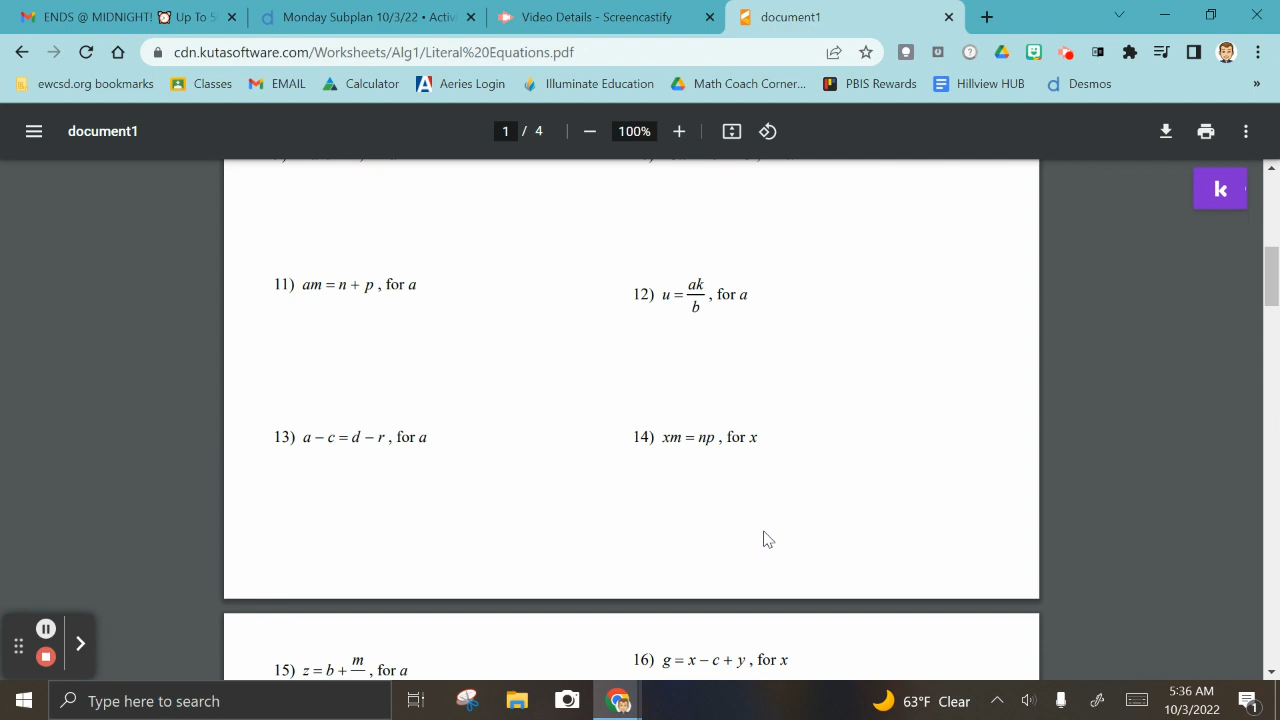 ENDS @ MIDNIGHT! ⏰ Up To 5
Monday Subplan 10/3/22 • Activi
Video Details - Screencastify
document1
cdn.kutasoftware.com/Worksheets/Alg1/Literal%20Equations.pdf
ewcsd.org bookmarks
Classes
EMAIL
Calculator
Aeries Login
Illuminate Education
Math Coach Corner...
PBIS Rewards
Hillview HUB
Desmos
»
document1
1 / 4
100%
k
11) am = n + p , for a
12) u = ak/b , for a
13) a − c = d − r , for a
14) xm = np , for x
15) z = b + m/ , for a
16) g = x − c + y , for x
Type here to search
63°F Clear
5:36 AM
10/3/2022
1